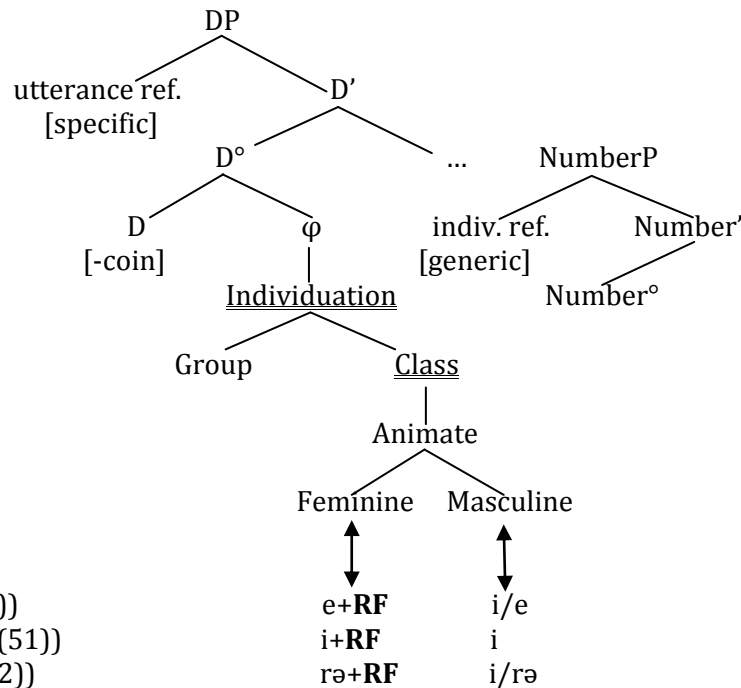 DP
utterance ref. D’
[specific]
D° … NumberP
D φ indiv. ref. Number’
[-coin] [generic]
Individuation Number°
Group Class
Animate
Feminine Masculine
)) e+RF i/e
(51)) i+RF i
2)) rə+RF i/rə